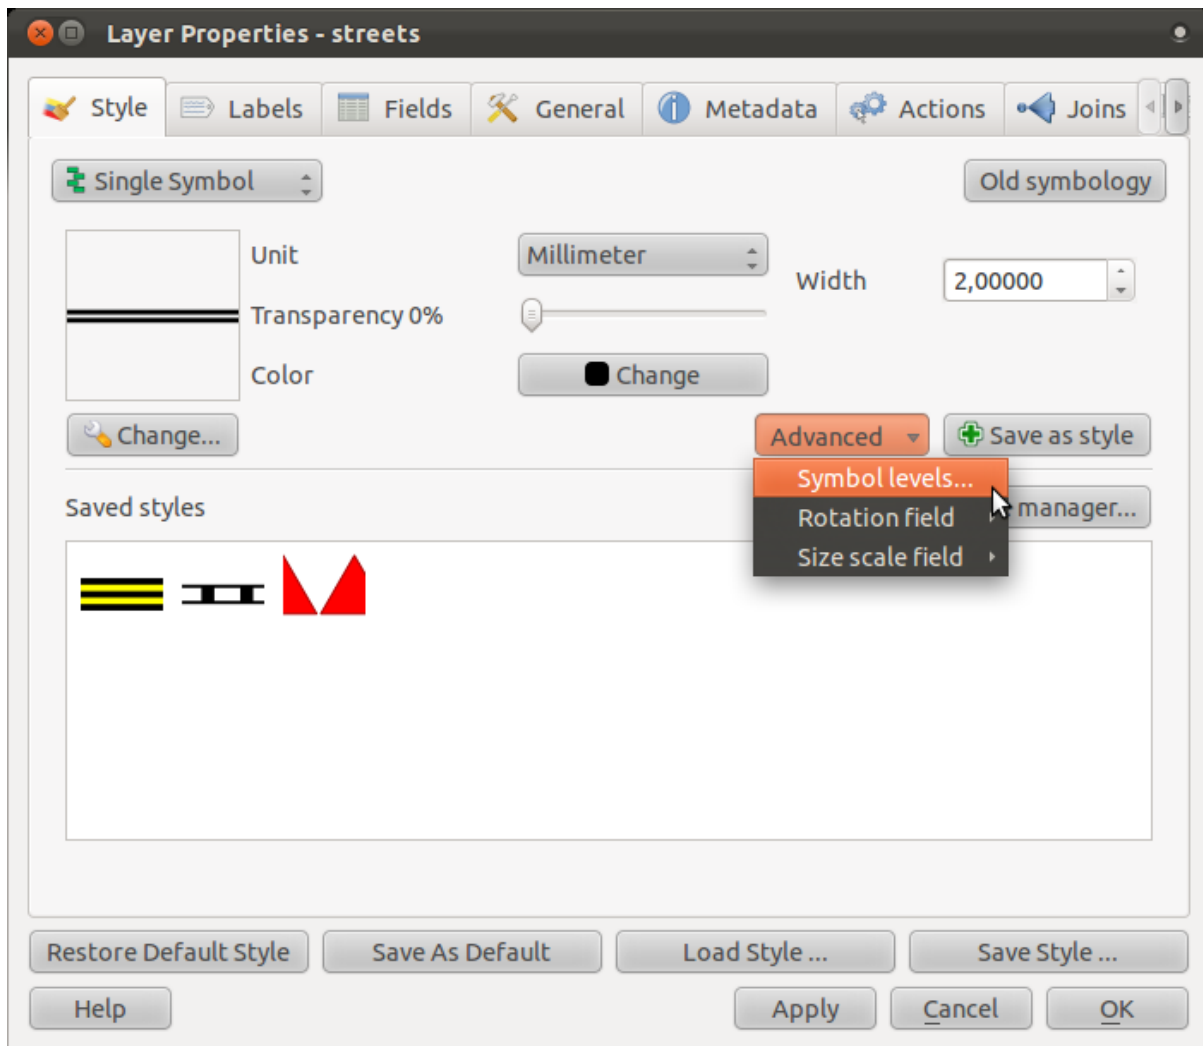 Layer Properties - streets
Style Labels Fields General Metadata Actions Joins
Single Symbol Old symbology
Unit Millimeter
Width 2,00000
Transparency 0%
Color Change
Change... Advanced Save as style
Symbol levels...
Saved styles Rotation field manager...
Size scale field
Restore Default Style Save As Default Load Style ... Save Style ...
Help Apply Cancel OK